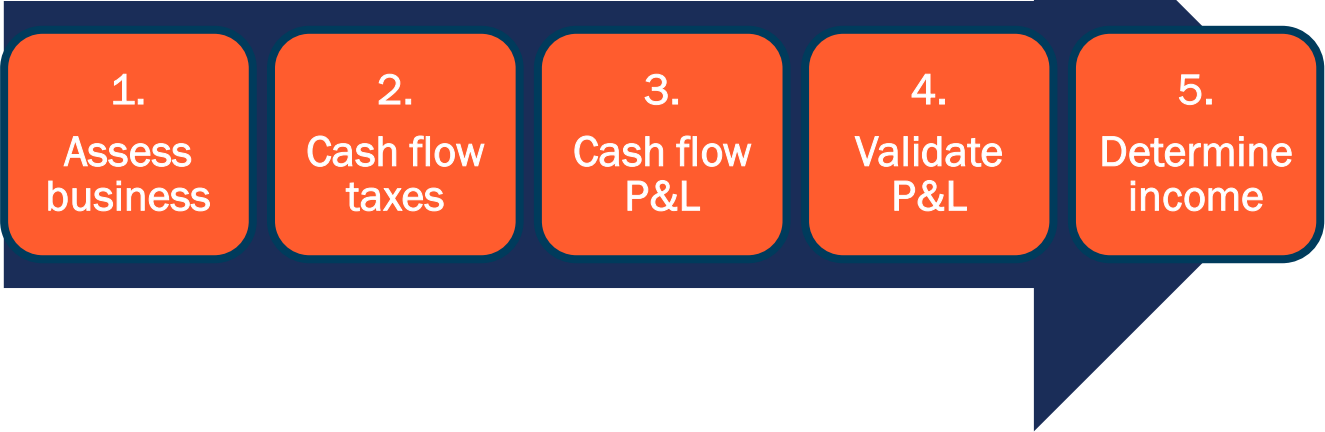 1.
Assess
business
2.
Cash flow
taxes
3.
Cash flow
P&L
4.
Validate
P&L
5.
Determine
income